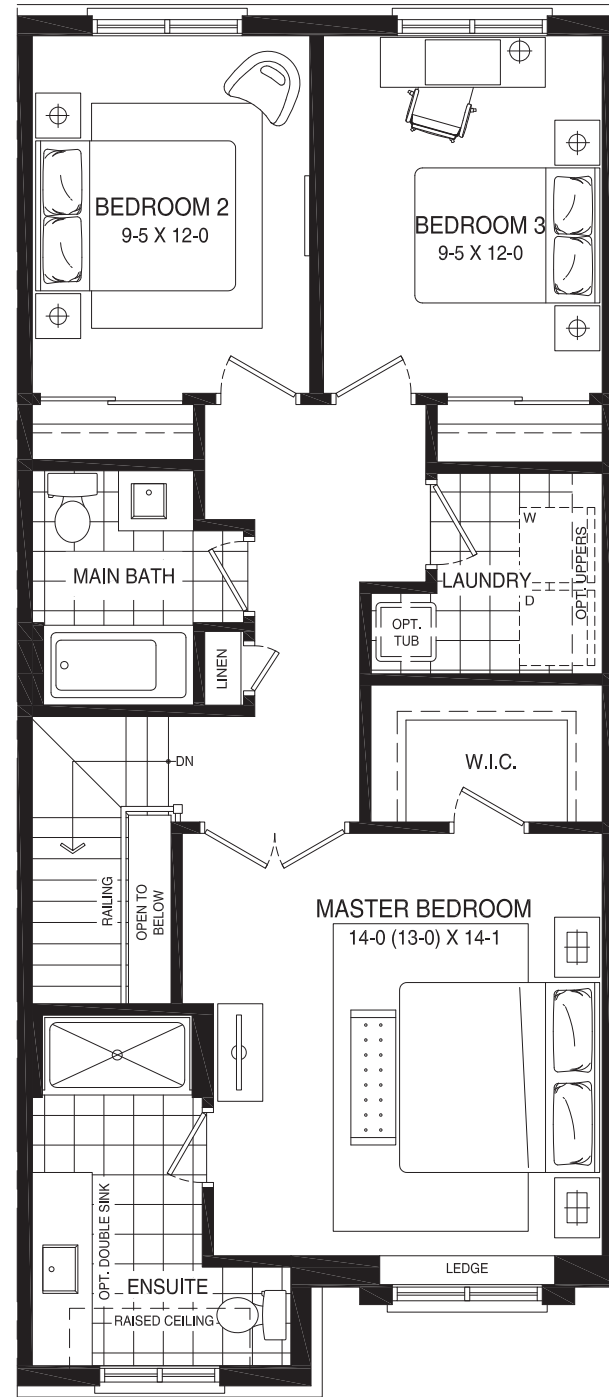 BEDROOM 2
9-5 X 12-0
BEDROOM 3
9-5 X 12-0
MAIN BATH
W
LAUNDRY
D
OPT. UPPERS
OPT.
TUB
LINEN
DN
W.I.C.
RAILING
OPEN TO
BELOW
MASTER BEDROOM
14-0 (13-0) X 14-1
OPT. DOUBLE SINK
ENSUITE
RAISED CEILING
LEDGE